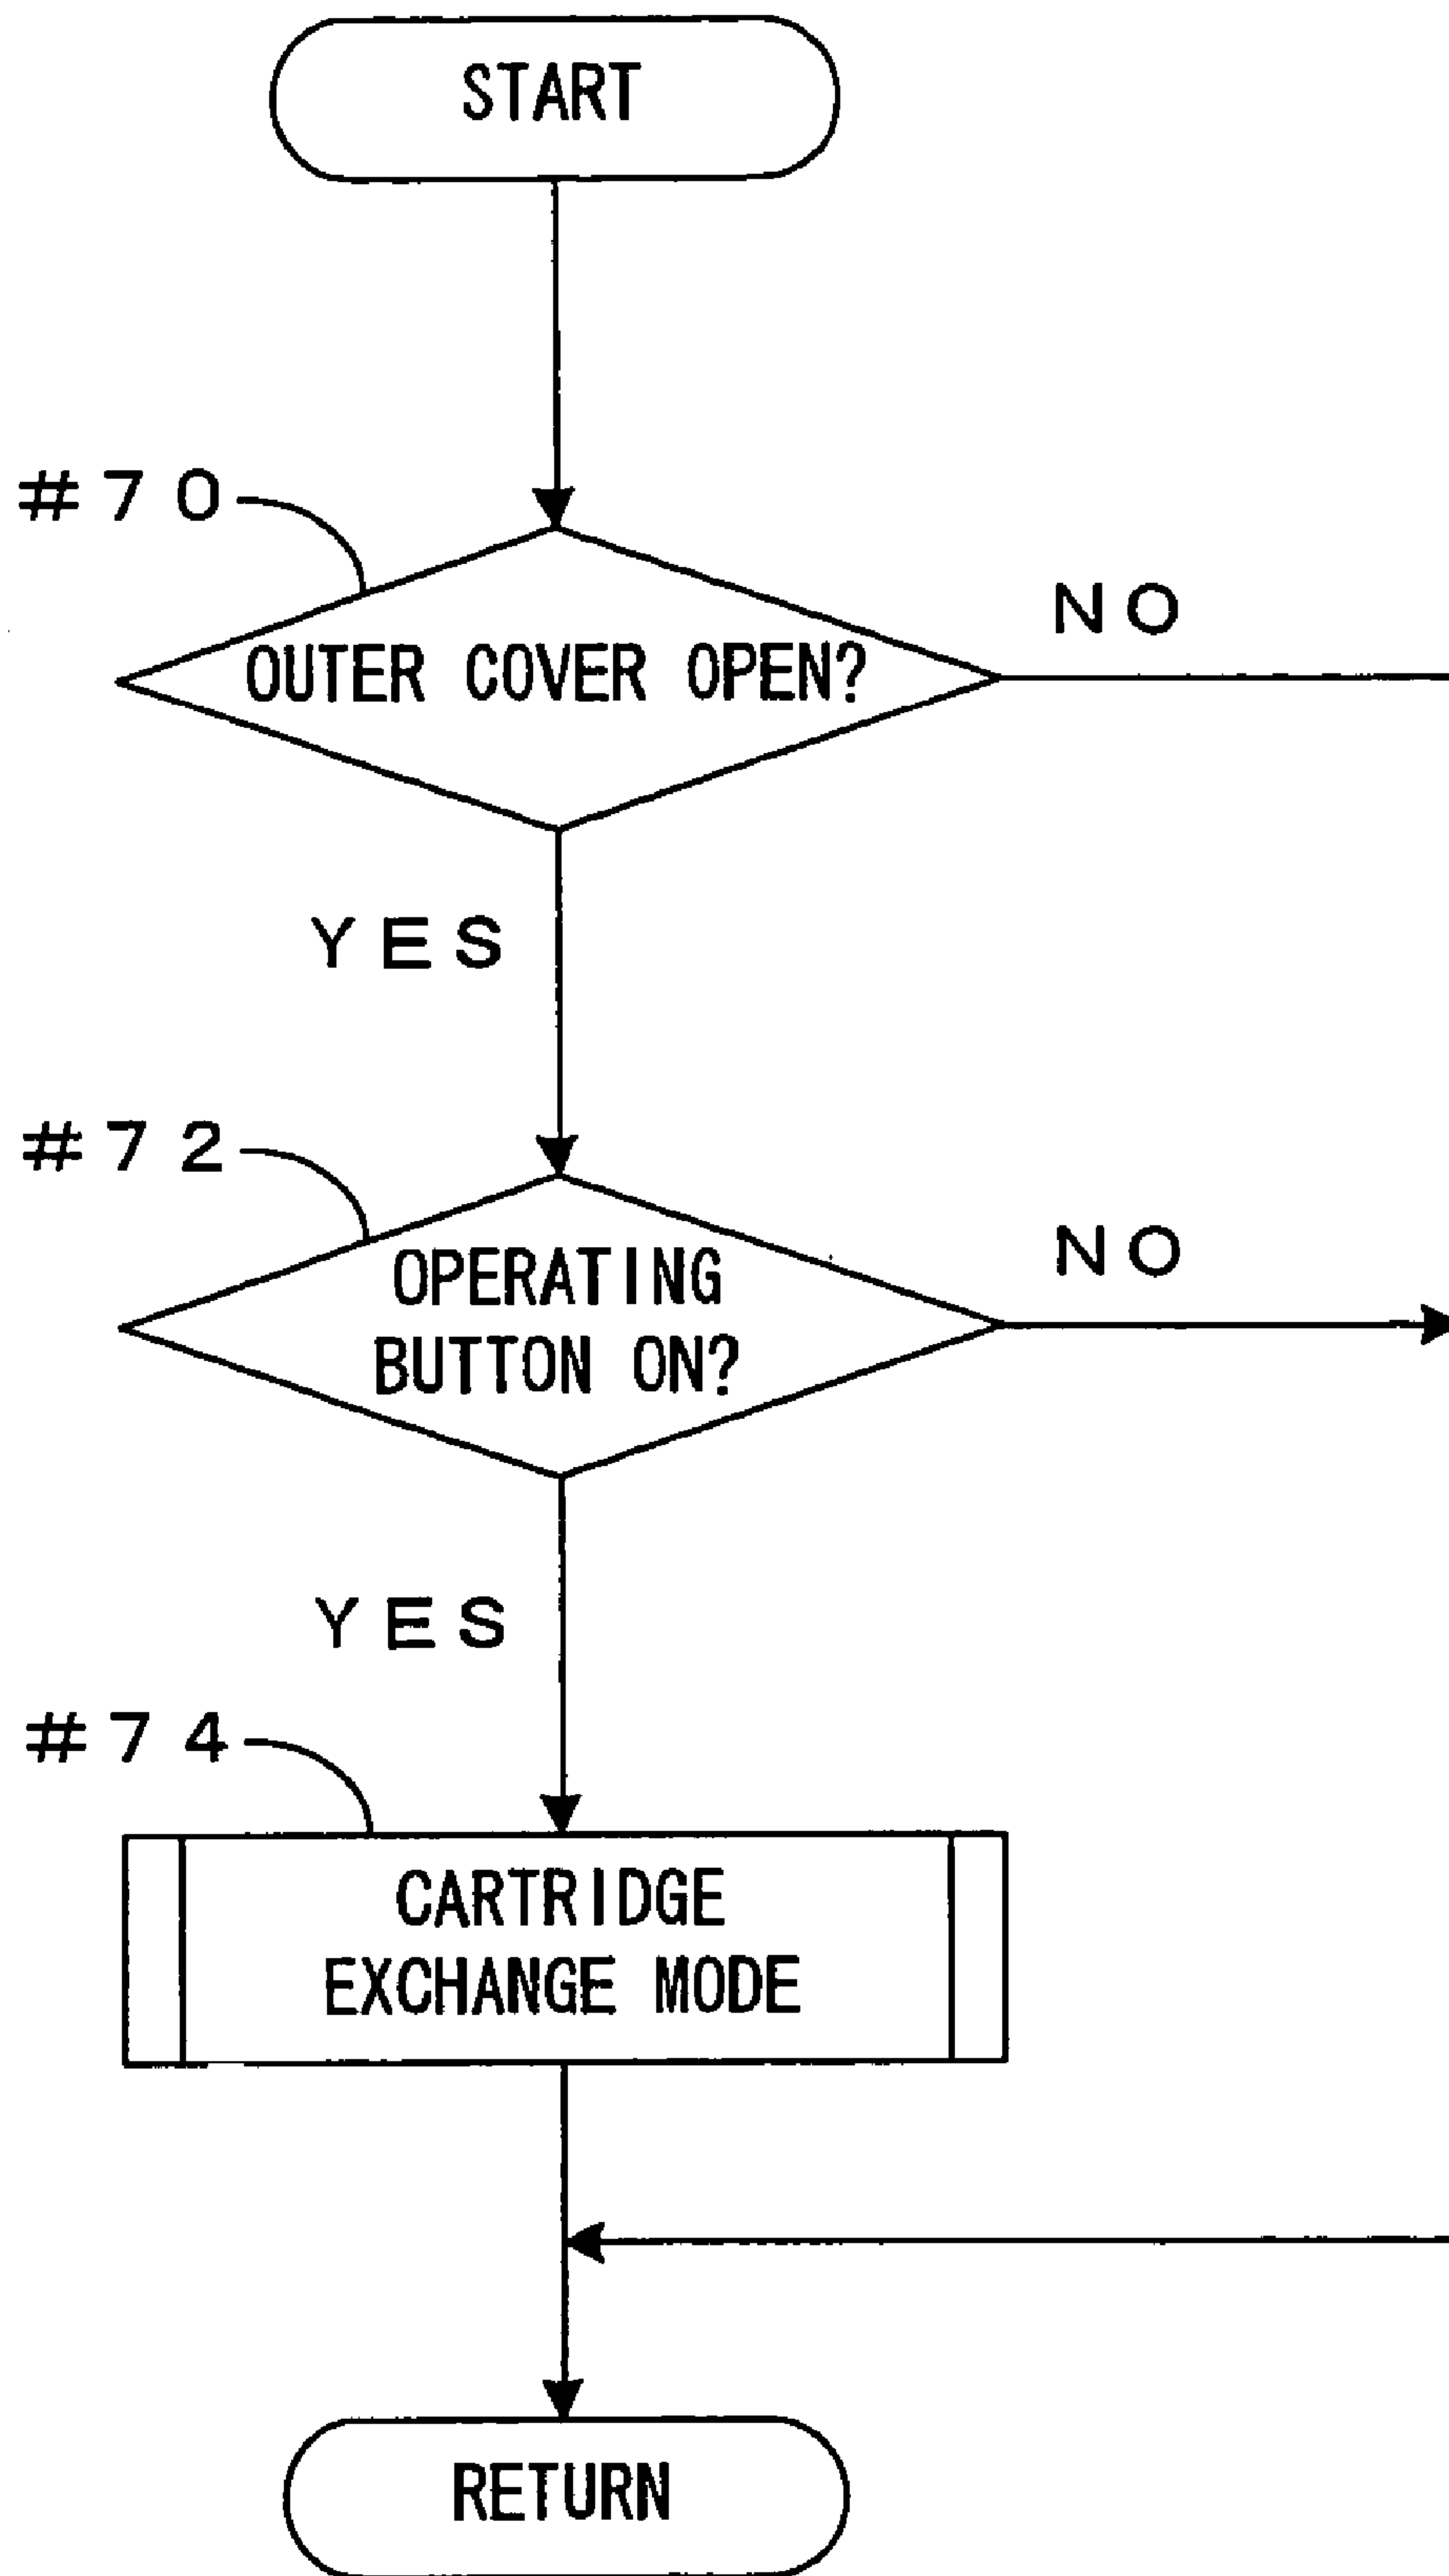 START
#70
NO
OUTER COVER OPEN?
YES
#72
NO
OPERATING
BUTTON ON?
YES
#74
CARTRIDGE
EXCHANGE MODE
RETURN